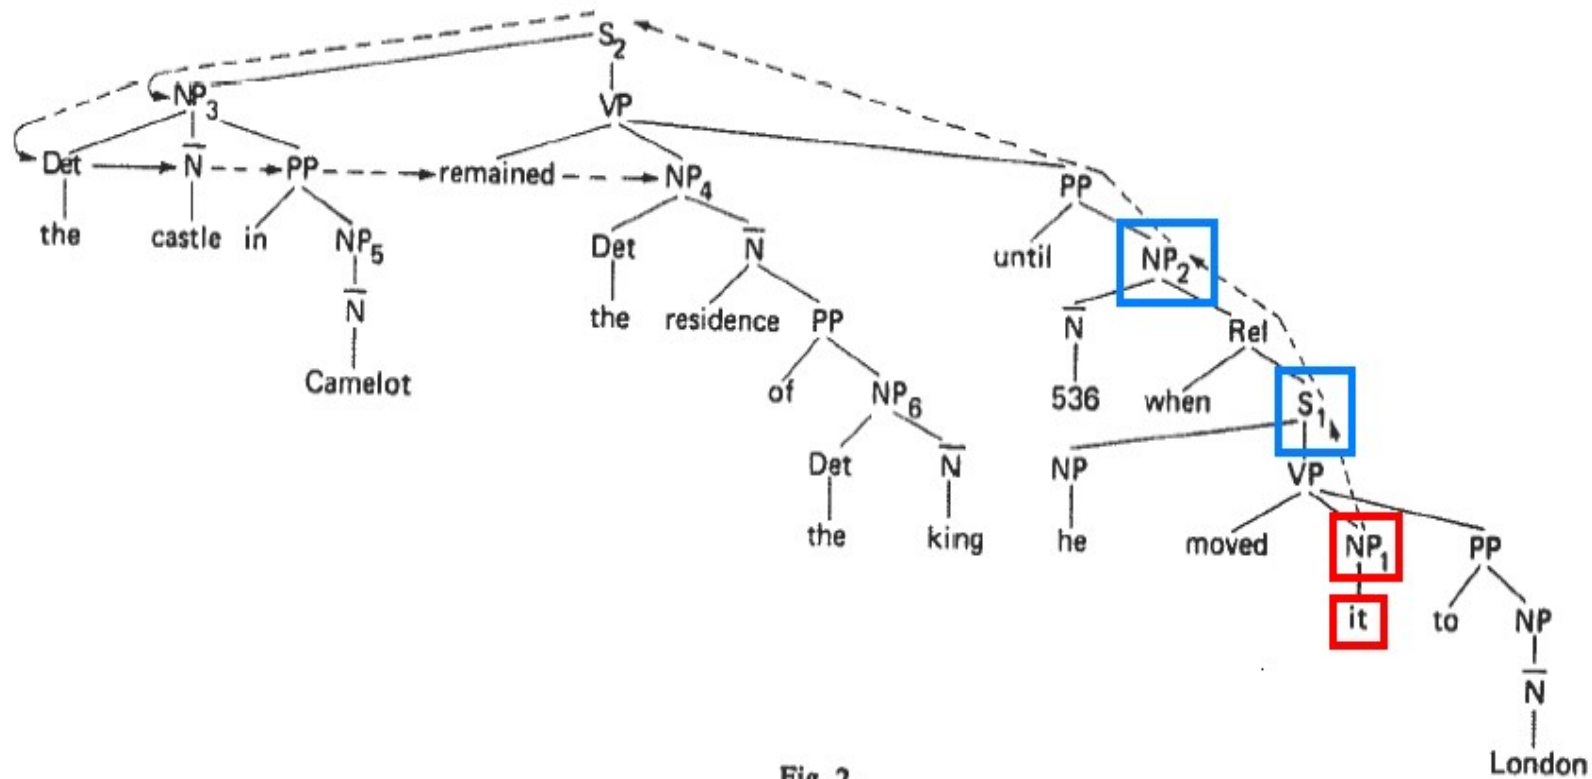 S2
NP3 VP
Det N̄ PP remained NP4 PP
the castle in NP5 Det N̄ until NP2
N̄ the residence PP N̄ Rel
Camelot of NP6 536 when S1
Det N̄ NP VP
the king he moved NP1 PP
it to NP
N̄
London
Fig. 2